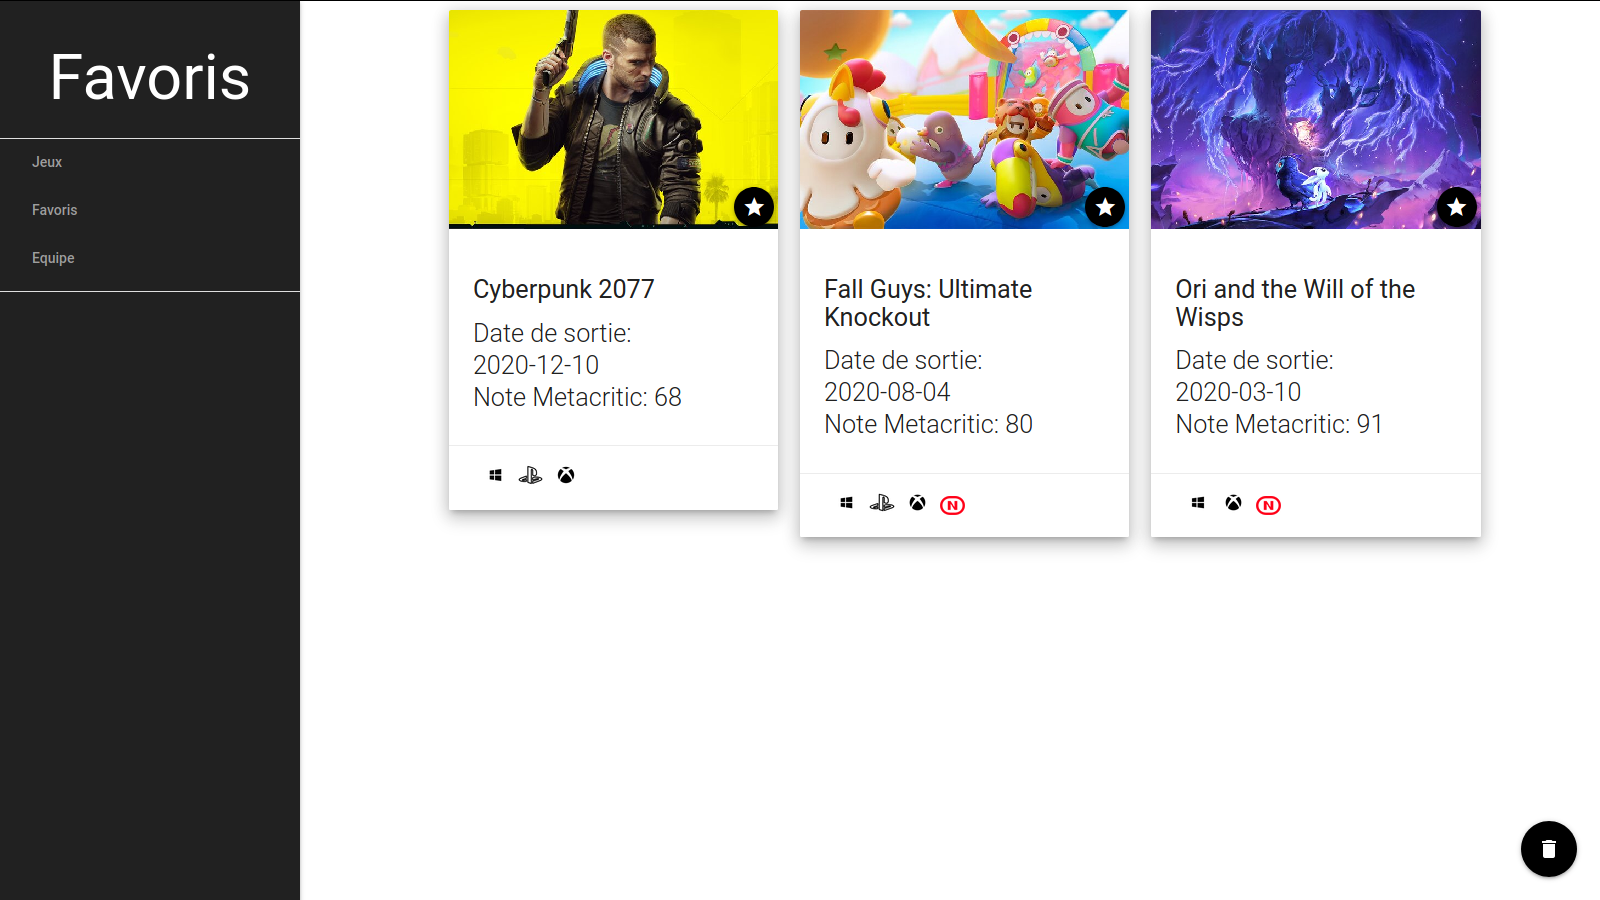 Favoris
Jeux
Favoris
Equipe
Cyberpunk 2077
Date de sortie:
2020-12-10
Note Metacritic: 68
Fall Guys: Ultimate
Knockout
Date de sortie:
2020-08-04
Note Metacritic: 80
N
Ori and the Will of the
Wisps
Date de sortie:
2020-03-10
Note Metacritic: 91
N